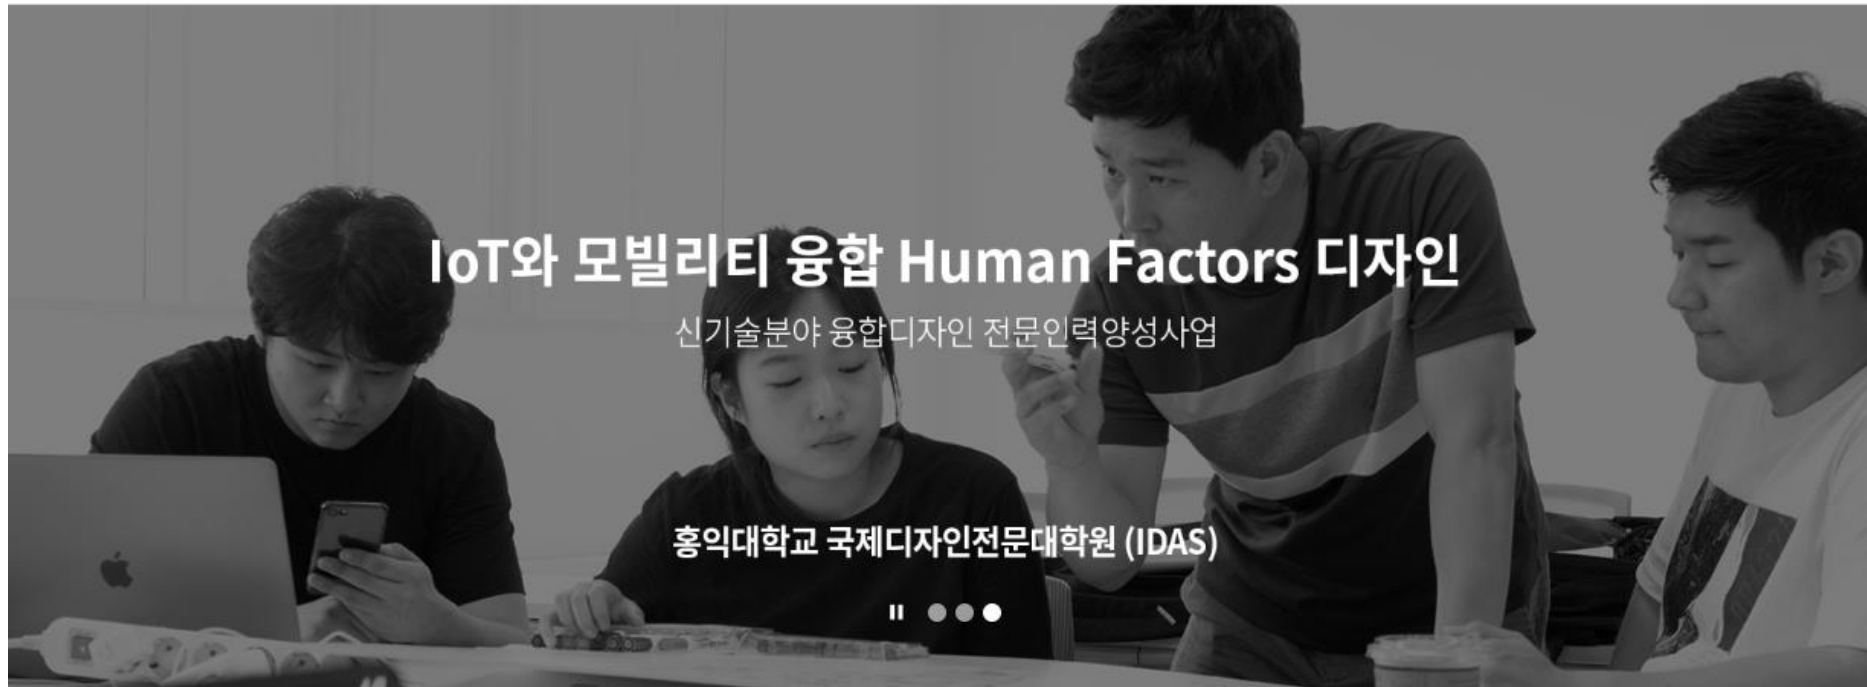 IoT와 모빌리티 융합 Human Factors 디자인
신기술분야 융합디자인 전문인력양성사업
홍익대학교 국제디자인전문대학원 (IDAS)